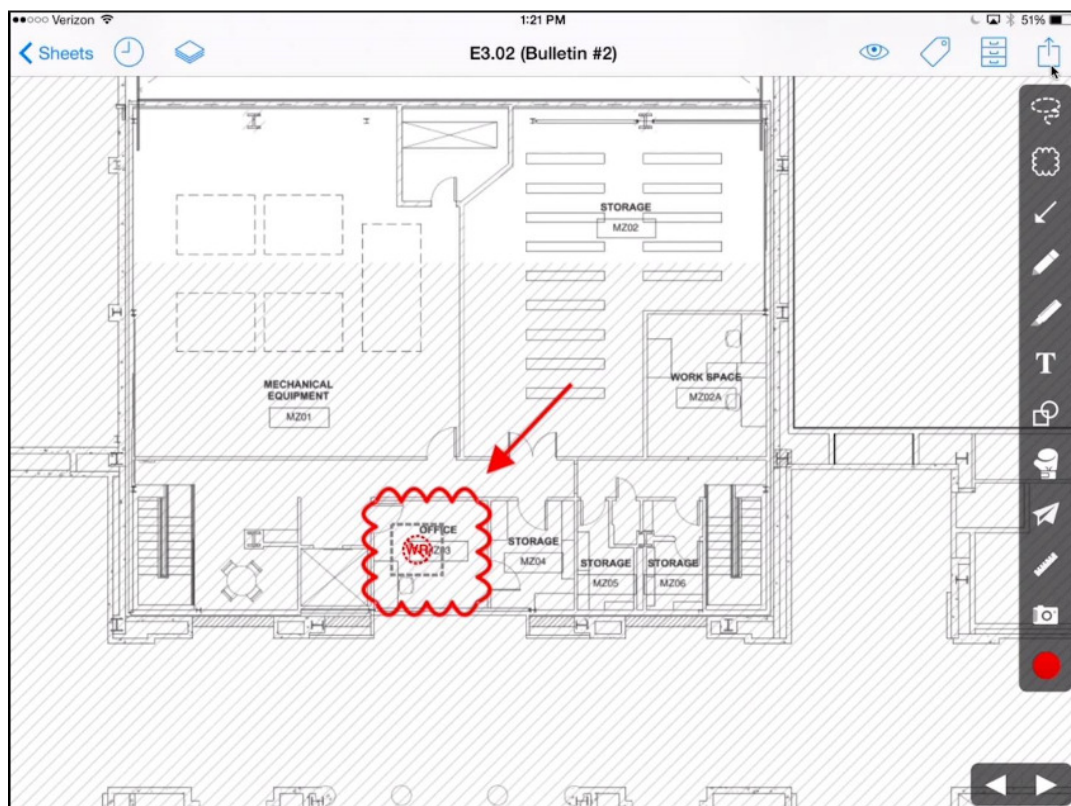 Verizon
1:21 PM
51%
Sheets
E3.02 (Bulletin #2)
STORAGE
MZ02
WORK SPACE
MZ02A
MECHANICAL
EQUIPMENT
MZ01
OFFICE
WR
STORAGE
MZ04
STORAGE
MZ05
STORAGE
MZ06
T